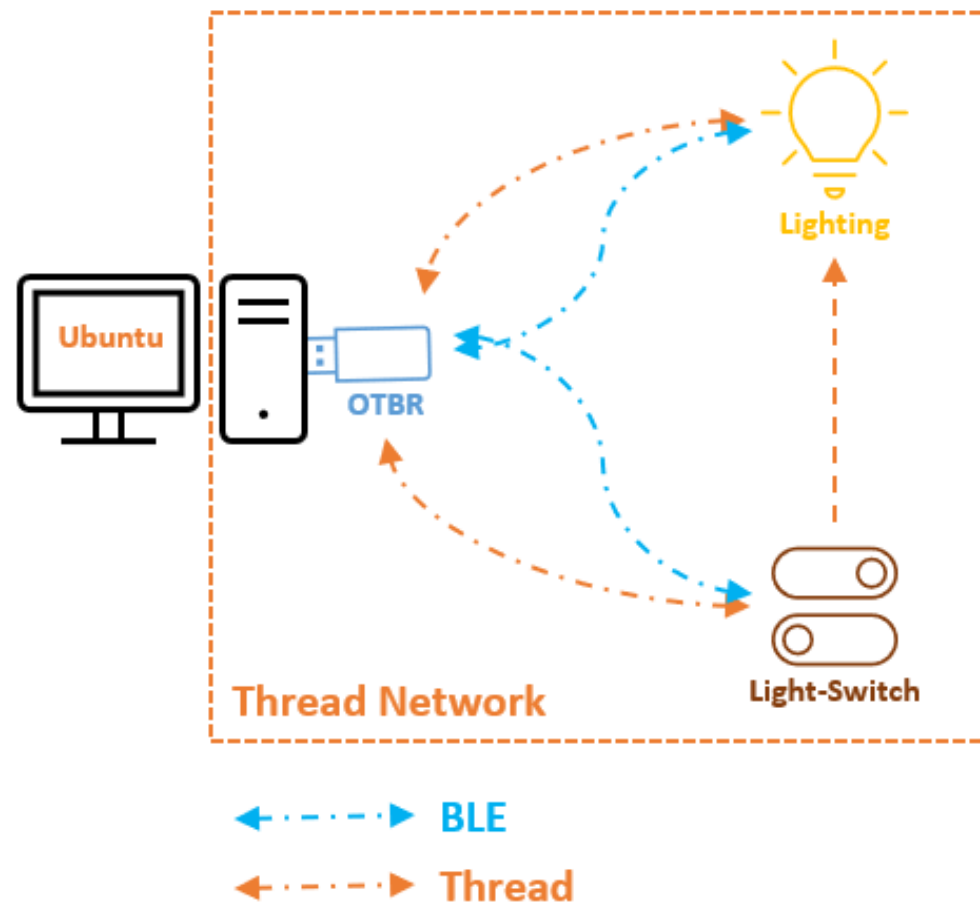 Lighting
Ubuntu
OTBR
Light-Switch
Thread Network
BLE
Thread